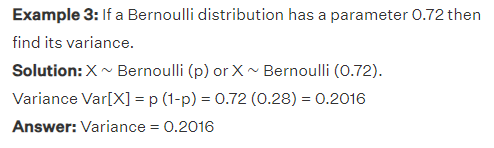 Example 3: If a Bernoulli distribution has a parameter 0.72 then
find its variance.
Solution: X ~ Bernoulli (p) or X ~ Bernoulli (0.72).
Variance Var[X] = p (1-p) = 0.72 (0.28) = 0.2016
Answer: Variance = 0.2016